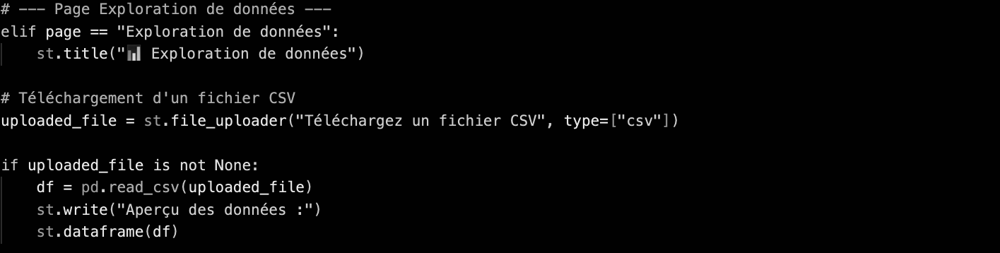 # --- Page Exploration de données ---
elif page == "Exploration de données":
    st.title("📊 Exploration de données")
# Téléchargement d'un fichier CSV
uploaded_file = st.file_uploader("Téléchargez un fichier CSV", type=["csv"])
if uploaded_file is not None:
    df = pd.read_csv(uploaded_file)
    st.write("Aperçu des données :")
    st.dataframe(df)